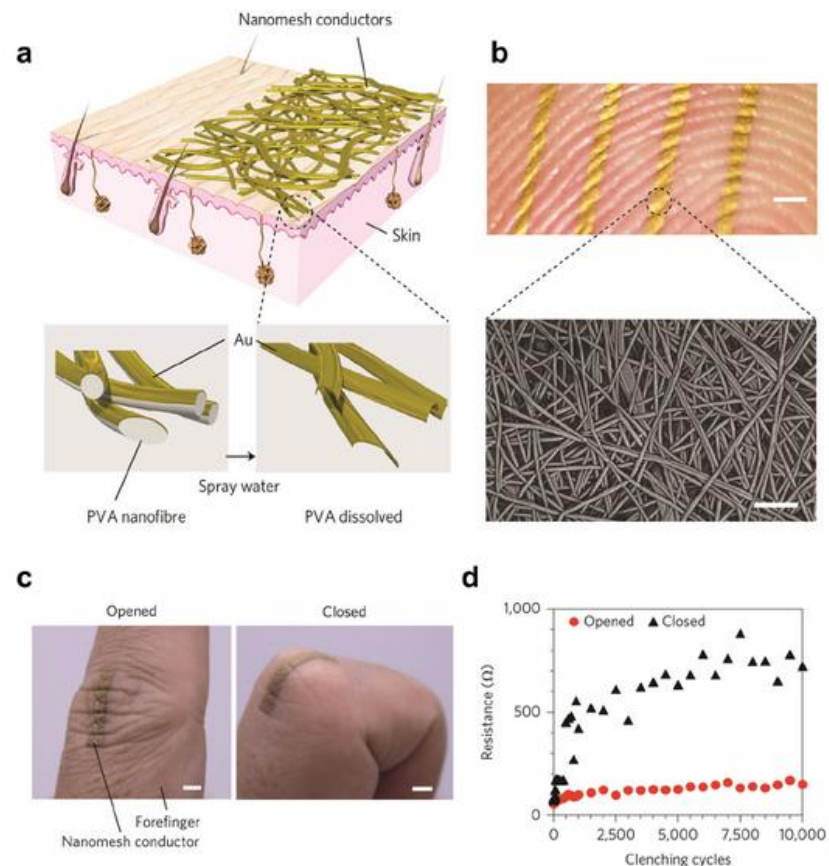 a
Nanomesh conductors
Skin
Au
Spray water
PVA nanofibre
PVA dissolved
b
c
Opened
Closed
Forefinger
Nanomesh conductor
d
1,000
Opened
Closed
500
0
Resistance (Ω)
0
2,500
5,000
7,500
10,000
Clenching cycles